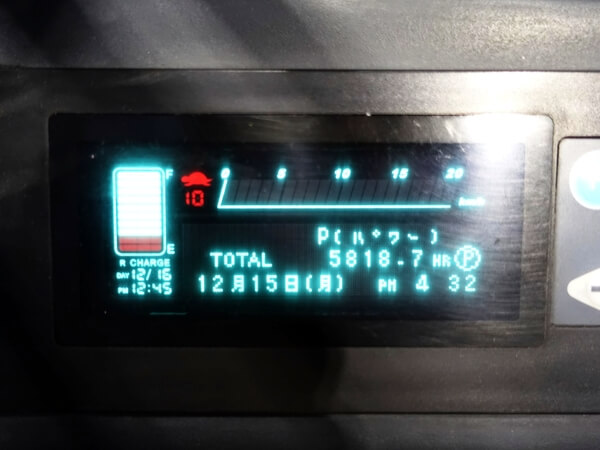 F
10
0 5 10 15 20
km/h
E
P(ﾊﾟﾜｰ)
TOTAL 5818.7 HR P
R CHARGE
DAY 12/16
PM 12:45
12月15日(月) PM 4 32